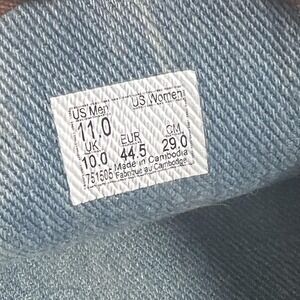 US Men US Women
11.0
UK EUR CM
10.0 44.5 29.0
Made in Cambodia
751505 Fabriqué au Cambodge